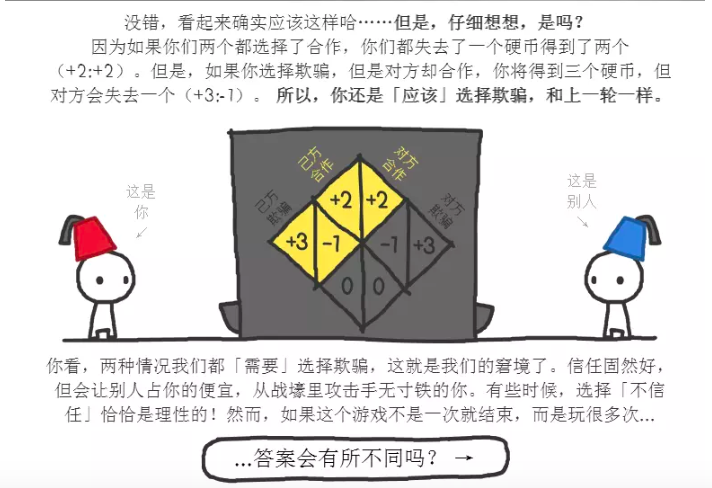 没错，看起来确实应该这样哈……但是，仔细想想，是吗？
因为如果你们两个都选择了合作，你们都失去了一个硬币得到了两个
（+2:+2）。但是，如果你选择欺骗，但是对方却合作，你将得到三个硬币，但
对方会失去一个（+3:-1）。 所以，你还是「应该」选择欺骗，和上一轮一样。
己方
合作
对方
合作
己方
欺骗
对方
欺骗
这是
你
这是
别人
+2 +2
+3 -1 -1 +3
0 0
你看，两种情况我们都「需要」选择欺骗，这就是我们的窘境了。信任固然好，
但会让别人占你的便宜，从战壕里攻击手无寸铁的你。有些时候，选择「不信
任」恰恰是理性的！然而，如果这个游戏不是一次就结束，而是玩很多次...
...答案会有所不同吗？ →